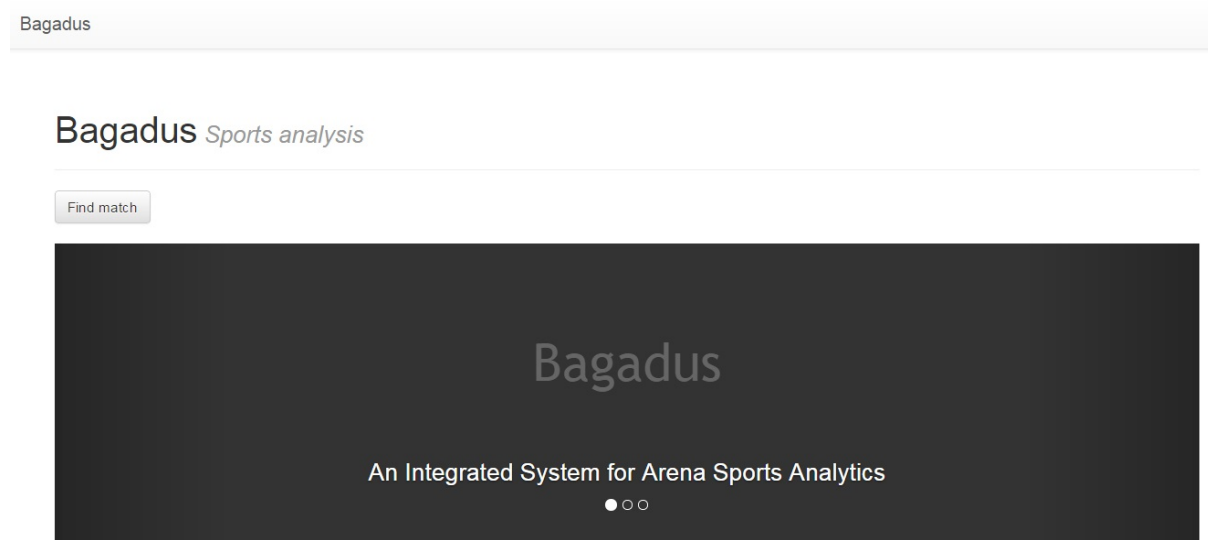 Bagadus
Bagadus Sports analysis
Find match
Bagadus
An Integrated System for Arena Sports Analytics